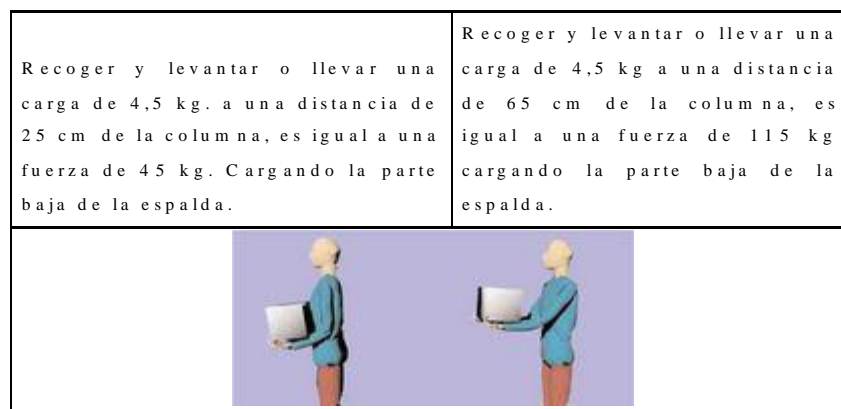 Recoger y levantar o llevar una
carga de 4,5 kg. a una distancia de
25 cm de la columna, es igual a una
fuerza de 45 kg. Cargando la parte
baja de la espalda.
Recoger y levantar o llevar una
carga de 4,5 kg a una distancia
de 65 cm de la columna, es
igual a una fuerza de 115 kg
cargando la parte baja de la
espalda.